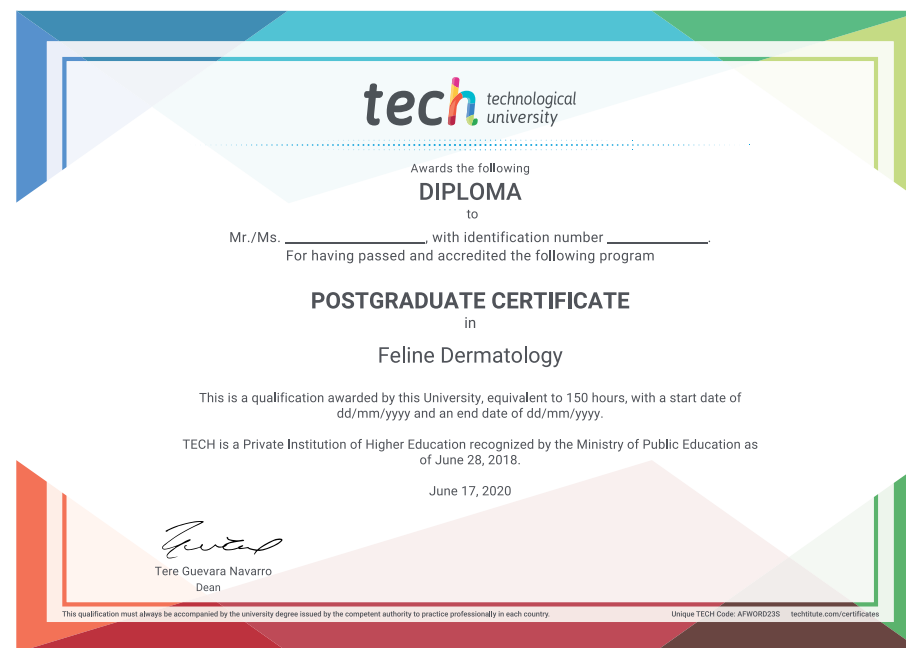 tech technological
university
Awards the following
DIPLOMA
to
Mr./Ms. ____________________, with identification number ______________.
For having passed and accredited the following program
POSTGRADUATE CERTIFICATE
in
Feline Dermatology
This is a qualification awarded by this University, equivalent to 150 hours, with a start date of
dd/mm/yyyy and an end date of dd/mm/yyyy.
TECH is a Private Institution of Higher Education recognized by the Ministry of Public Education as
of June 28, 2018.
June 17, 2020
Tere Guevara Navarro
Dean
This qualification must always be accompanied by the university degree issued by the competent authority to practice professionally in each country. Unique TECH Code: AFWORD23S techtitute.com/certificates